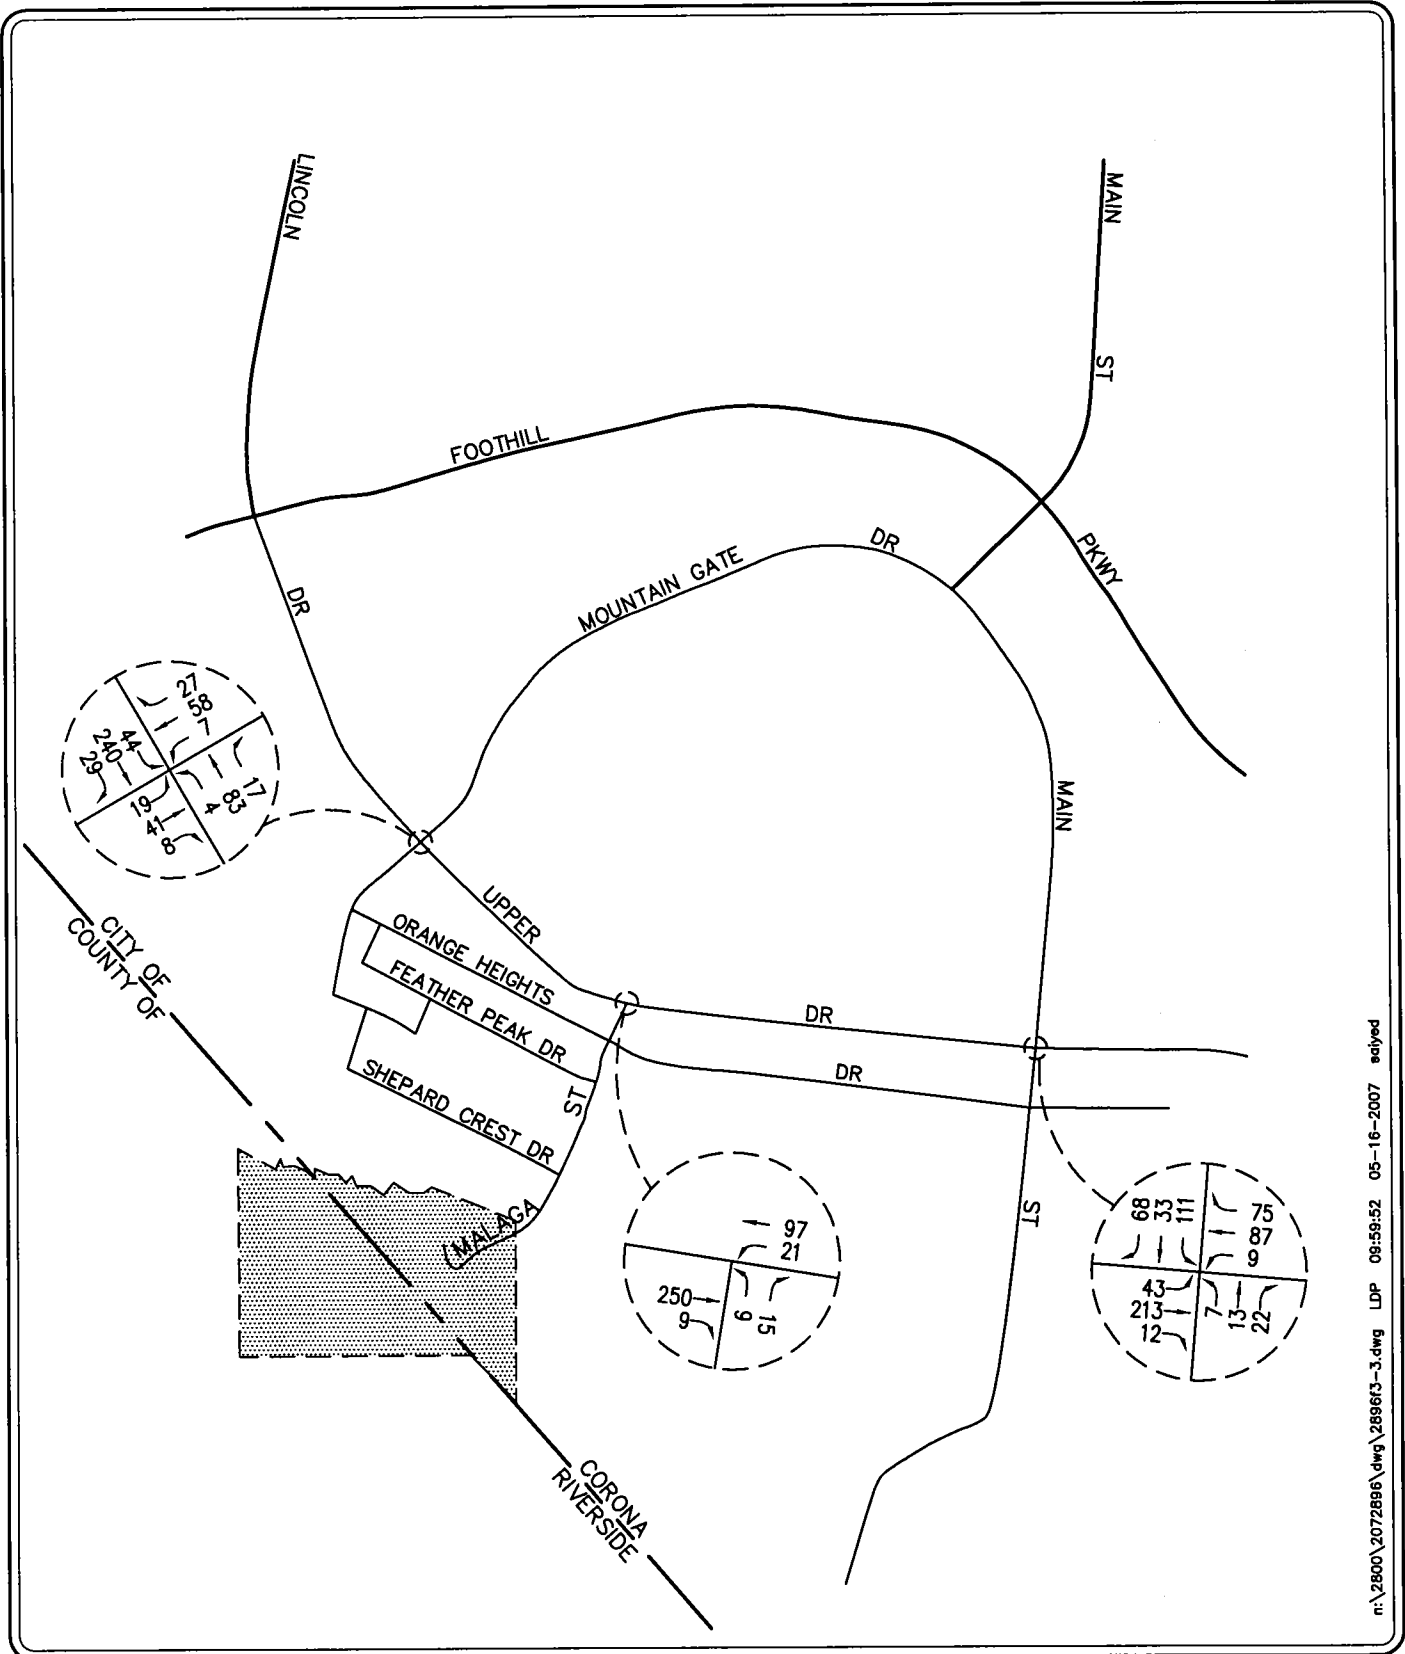 LINCOLN
MAIN
ST
FOOTHILL
DR
PKWY
MOUNTAIN GATE
DR
27
58
7
44
240
29
17
83
4
19
41
8
MAIN
UPPER
ORANGE HEIGHTS
FEATHER PEAK DR
SHEPARD CREST DR
DR
DR
ST
MALAGA
ST
CITY OF
COUNTY OF
97
21
250
9
15
9
68
33
111
75
87
9
43
213
12
7
13
22
CORONA
RIVERSIDE
n:\2800\2072896\dwg\2896f3-3.dwg LDP 09:59:52 05-16-2007 saiyed